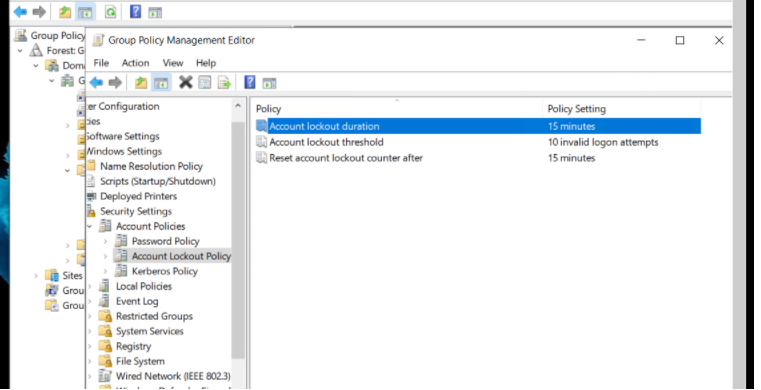 Group Policy
Forest: G
Doma
G
Sites
Grou
Grou
Group Policy Management Editor
File Action View Help
er Configuration
cies
Software Settings
Windows Settings
Name Resolution Policy
Scripts (Startup/Shutdown)
Deployed Printers
Security Settings
Account Policies
Password Policy
Account Lockout Policy
Kerberos Policy
Local Policies
Event Log
Restricted Groups
System Services
Registry
File System
Wired Network (IEEE 802.3)
Policy Policy Setting
Account lockout duration 15 minutes
Account lockout threshold 10 invalid logon attempts
Reset account lockout counter after 15 minutes